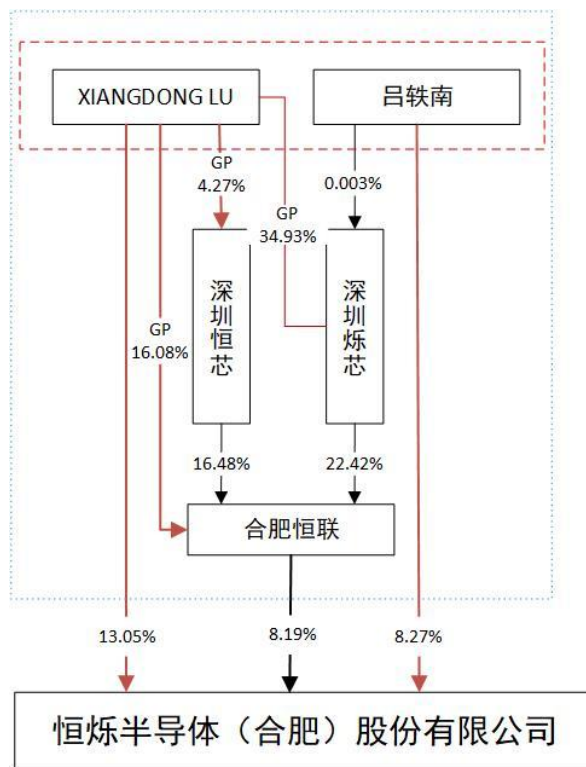 XIANGDONG LU
吕轶南
GP
4.27%
0.003%
GP
34.93%
深圳恒芯
深圳烁芯
GP
16.08%
16.48%
22.42%
合肥恒联
13.05%
8.19%
8.27%
恒烁半导体（合肥）股份有限公司